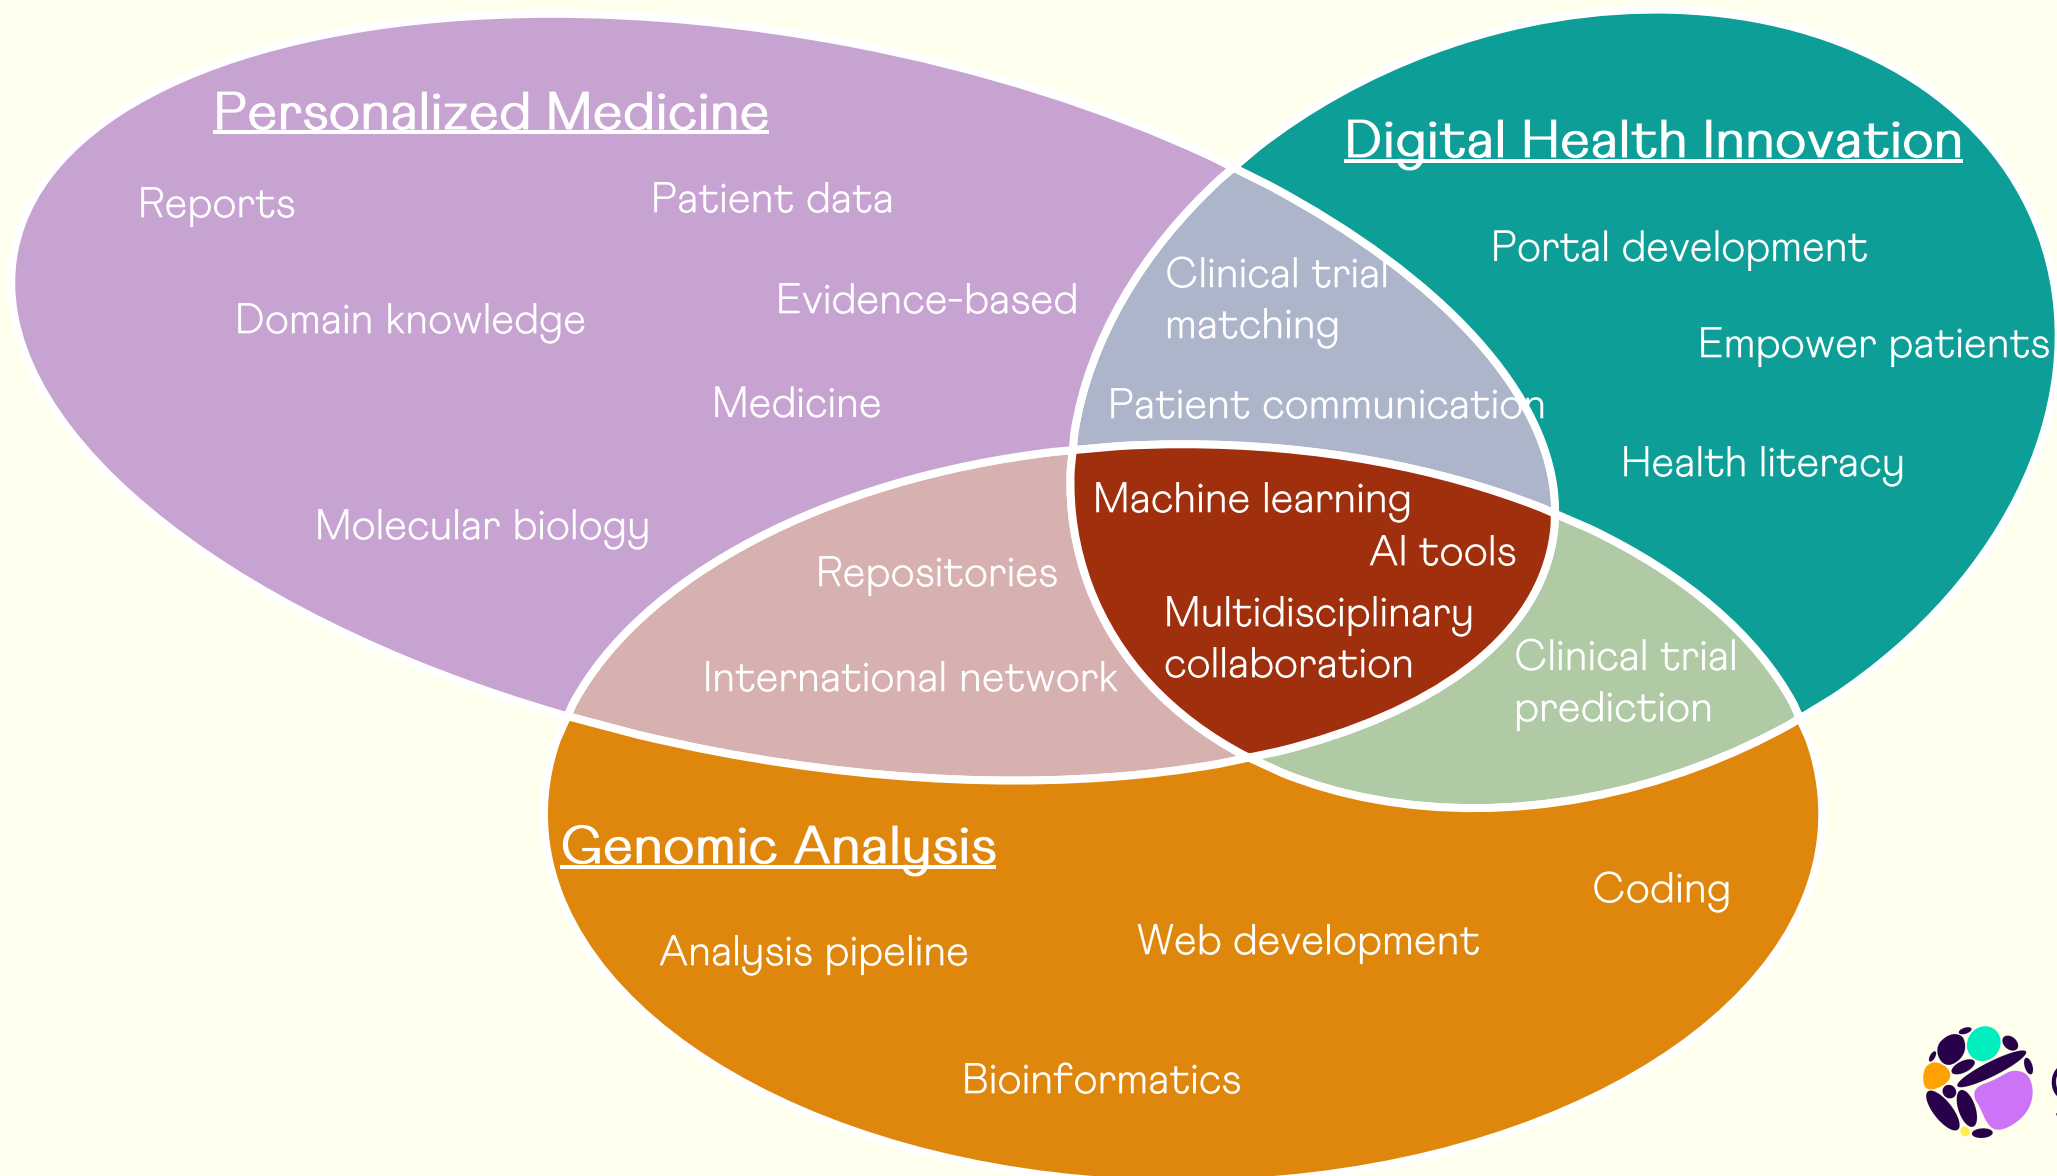 Personalized Medicine
Reports
Patient data
Domain knowledge
Evidence-based
Medicine
Molecular biology
Digital Health Innovation
Portal development
Empower patients
Health literacy
Clinical trial
matching
Patient communication
Machine learning
AI tools
Multidisciplinary
collaboration
Repositories
International network
Clinical trial
prediction
Genomic Analysis
Coding
Analysis pipeline
Web development
Bioinformatics